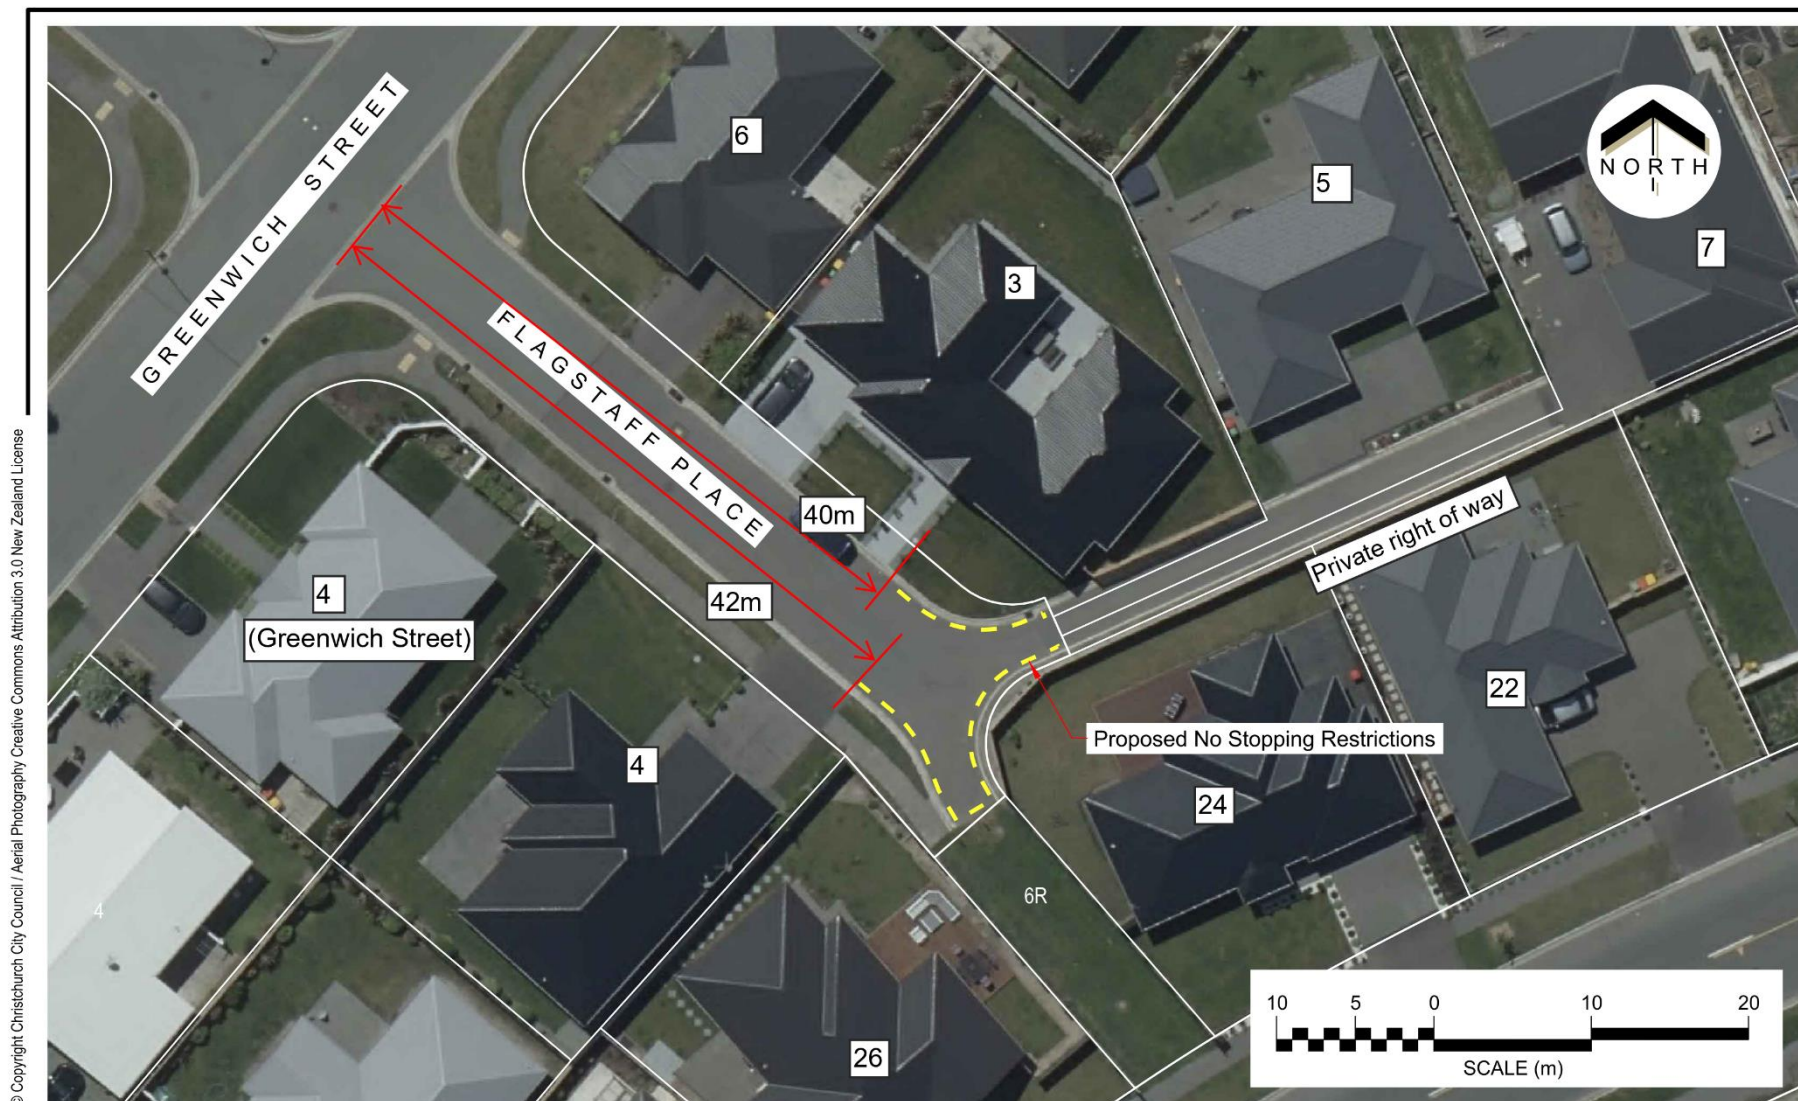 GREENWICH STREET
6
5
NORTH
7
3
FLAGSTAFF PLACE
40m
Private right of way
42m
4
(Greenwich Street)
22
Proposed No Stopping Restrictions
4
24
6R
4
26
10 5 0 10 20
SCALE (m)
© Copyright Christchurch City Council / Aerial Photography Creative Commons Attribution 3.0 New Zealand License